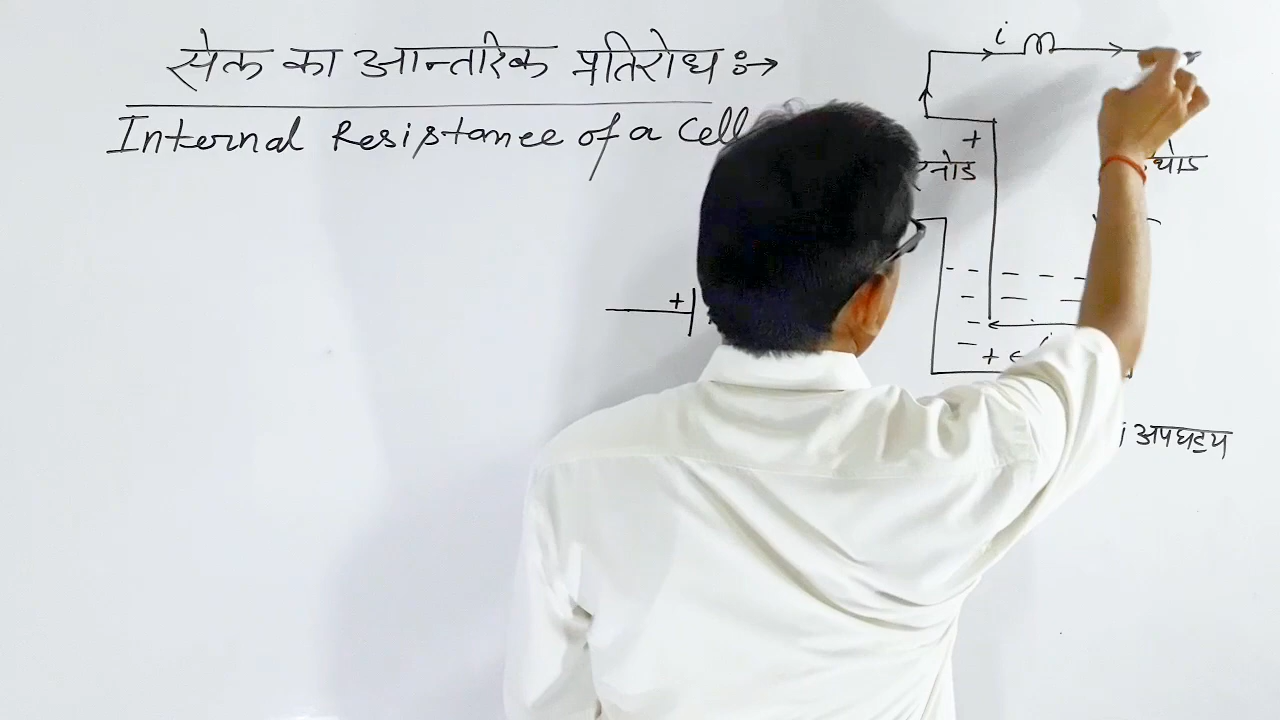 सेल का आन्तरिक प्रतिरोध :→
Internal Resistance of a Cell
i
+
+
+
i अपघट्य